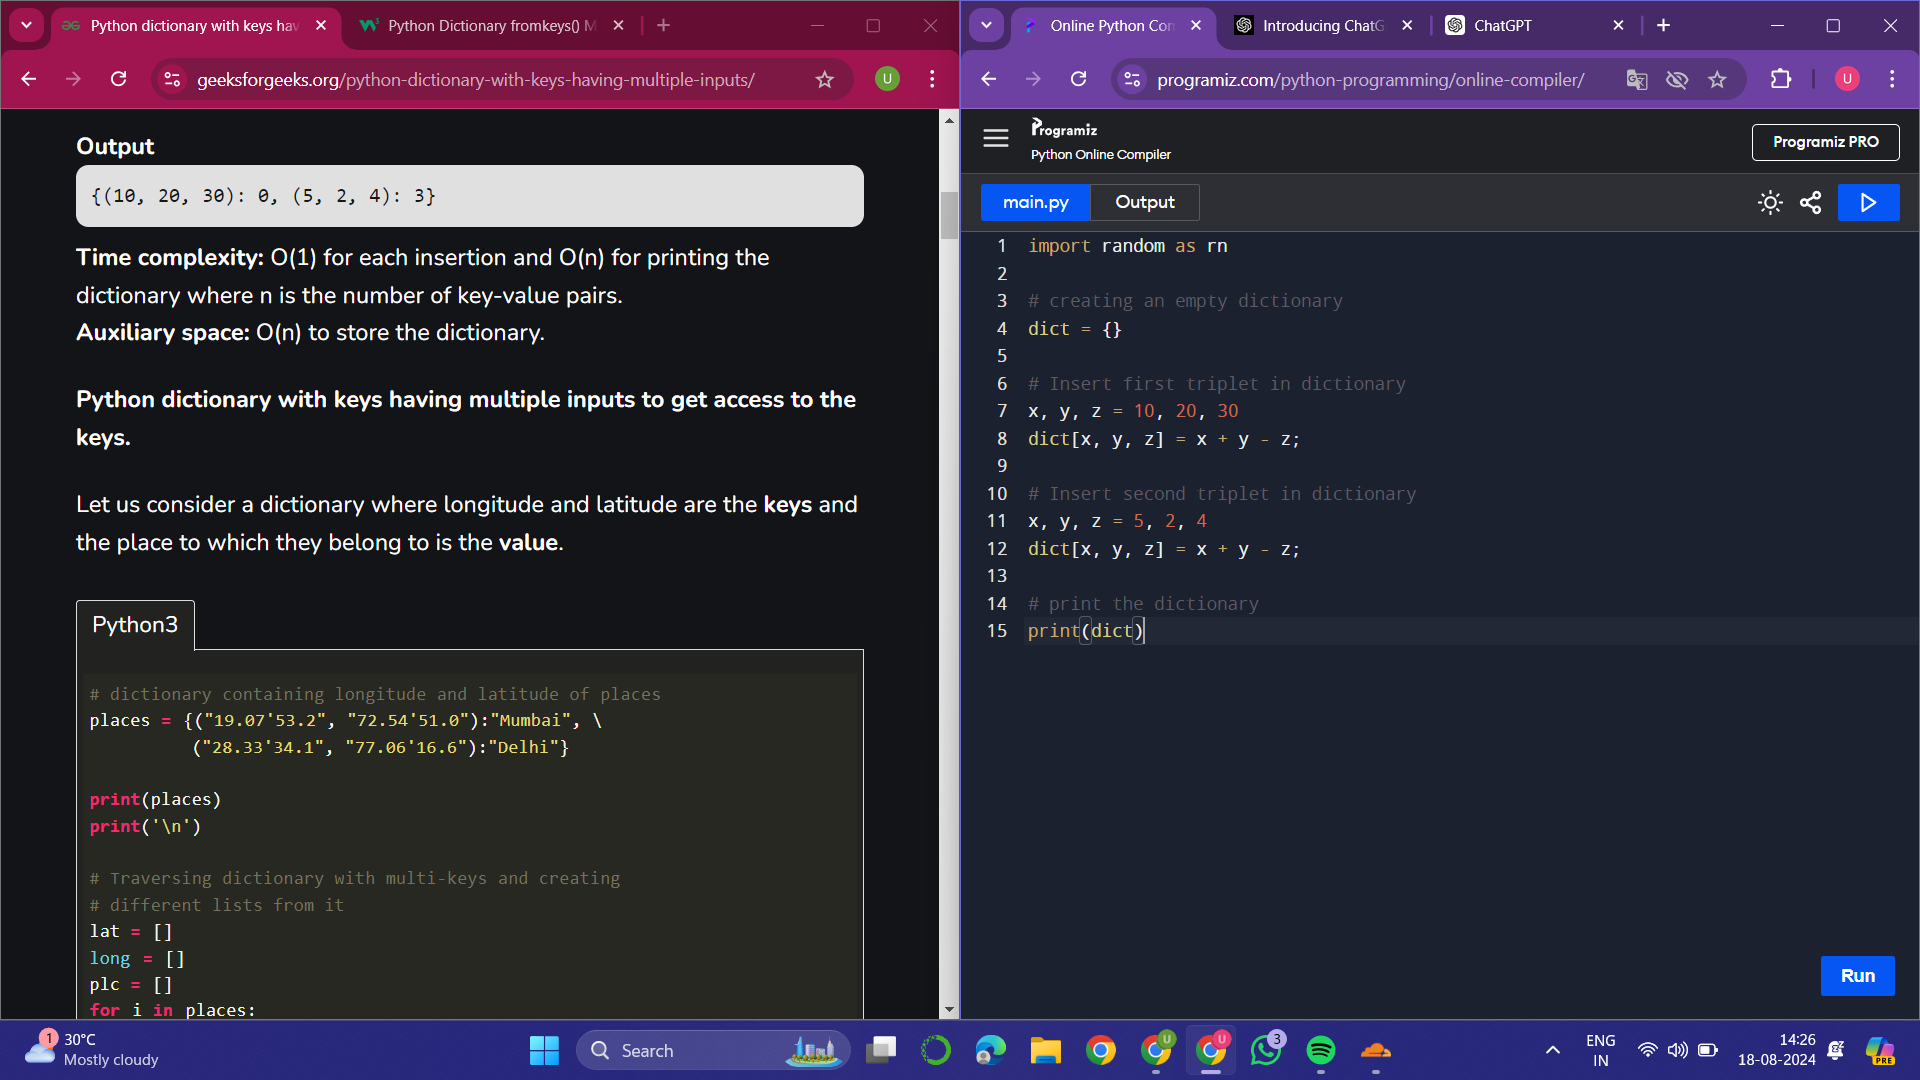 Python dictionary with keys hav
Python Dictionary fromkeys() M
geeksforgeeks.org/python-dictionary-with-keys-having-multiple-inputs/
U
Output
{(10, 20, 30): 0, (5, 2, 4): 3}
Time complexity: O(1) for each insertion and O(n) for printing the
dictionary where n is the number of key-value pairs.
Auxiliary space: O(n) to store the dictionary.
Python dictionary with keys having multiple inputs to get access to the
keys.
Let us consider a dictionary where longitude and latitude are the keys and
the place to which they belong to is the value.
Python3
# dictionary containing longitude and latitude of places
places = {("19.07'53.2", "72.54'51.0"):"Mumbai", \
("28.33'34.1", "77.06'16.6"):"Delhi"}
print(places)
print('\n')
# Traversing dictionary with multi-keys and creating
# different lists from it
lat = []
long = []
plc = []
for i in places:
Online Python Con
Introducing ChatG
ChatGPT
programiz.com/python-programming/online-compiler/
U
Programiz
Python Online Compiler
Programiz PRO
main.py
Output
1 import random as rn
2
3 # creating an empty dictionary
4 dict = {}
5
6 # Insert first triplet in dictionary
7 x, y, z = 10, 20, 30
8 dict[x, y, z] = x + y - z;
9
10 # Insert second triplet in dictionary
11 x, y, z = 5, 2, 4
12 dict[x, y, z] = x + y - z;
13
14 # print the dictionary
15 print(dict)
Run
1
30°C
Mostly cloudy
Search
U
U
3
ENG
IN
14:26
18-08-2024
PRE